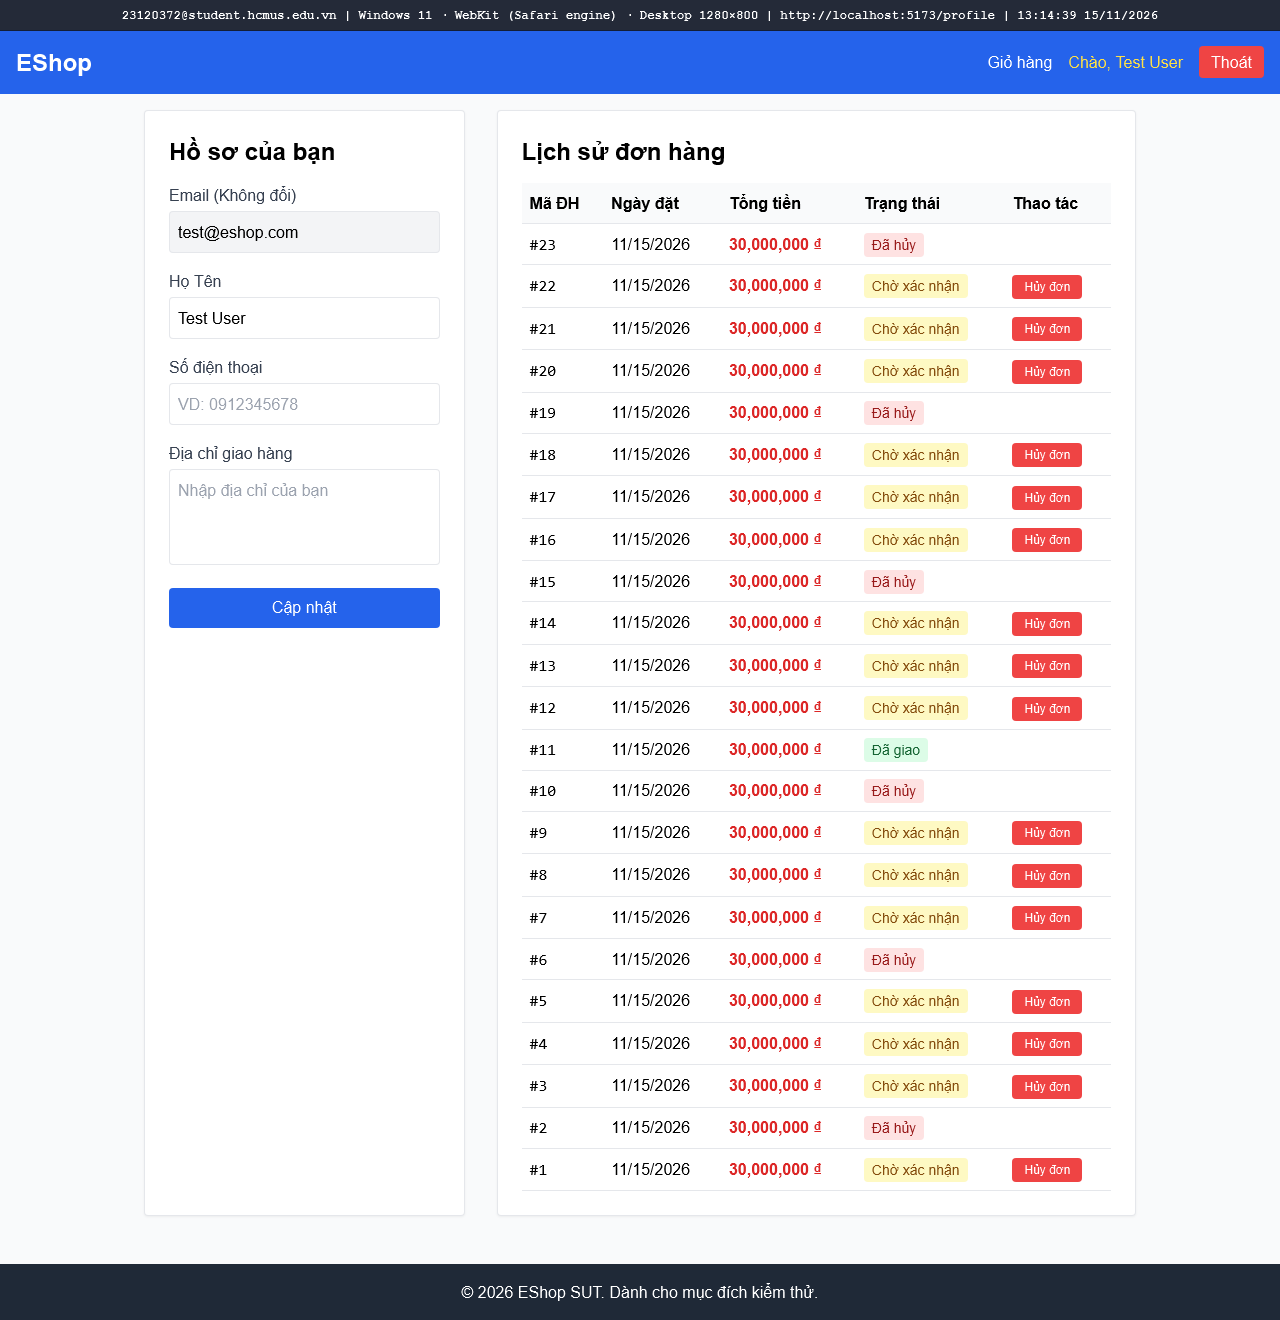 23120372@student.hcmus.edu.vn | Windows 11 · WebKit (Safari engine) · Desktop 1280×800 | http://localhost:5173/profile | 13:14:39 15/11/2026
EShop
Giỏ hàng Chào, Test User Thoát
Hồ sơ của bạn
Email (Không đổi)
test@eshop.com
Họ Tên
Test User
Số điện thoại
VD: 0912345678
Địa chỉ giao hàng
Nhập địa chỉ của bạn
Cập nhật
Lịch sử đơn hàng
Mã ĐH Ngày đặt Tổng tiền Trạng thái Thao tác
#23 11/15/2026 30,000,000 ₫ Đã hủy
#22 11/15/2026 30,000,000 ₫ Chờ xác nhận Hủy đơn
#21 11/15/2026 30,000,000 ₫ Chờ xác nhận Hủy đơn
#20 11/15/2026 30,000,000 ₫ Chờ xác nhận Hủy đơn
#19 11/15/2026 30,000,000 ₫ Đã hủy
#18 11/15/2026 30,000,000 ₫ Chờ xác nhận Hủy đơn
#17 11/15/2026 30,000,000 ₫ Chờ xác nhận Hủy đơn
#16 11/15/2026 30,000,000 ₫ Chờ xác nhận Hủy đơn
#15 11/15/2026 30,000,000 ₫ Đã hủy
#14 11/15/2026 30,000,000 ₫ Chờ xác nhận Hủy đơn
#13 11/15/2026 30,000,000 ₫ Chờ xác nhận Hủy đơn
#12 11/15/2026 30,000,000 ₫ Chờ xác nhận Hủy đơn
#11 11/15/2026 30,000,000 ₫ Đã giao
#10 11/15/2026 30,000,000 ₫ Đã hủy
#9 11/15/2026 30,000,000 ₫ Chờ xác nhận Hủy đơn
#8 11/15/2026 30,000,000 ₫ Chờ xác nhận Hủy đơn
#7 11/15/2026 30,000,000 ₫ Chờ xác nhận Hủy đơn
#6 11/15/2026 30,000,000 ₫ Đã hủy
#5 11/15/2026 30,000,000 ₫ Chờ xác nhận Hủy đơn
#4 11/15/2026 30,000,000 ₫ Chờ xác nhận Hủy đơn
#3 11/15/2026 30,000,000 ₫ Chờ xác nhận Hủy đơn
#2 11/15/2026 30,000,000 ₫ Đã hủy
#1 11/15/2026 30,000,000 ₫ Chờ xác nhận Hủy đơn
© 2026 EShop SUT. Dành cho mục đích kiểm thử.